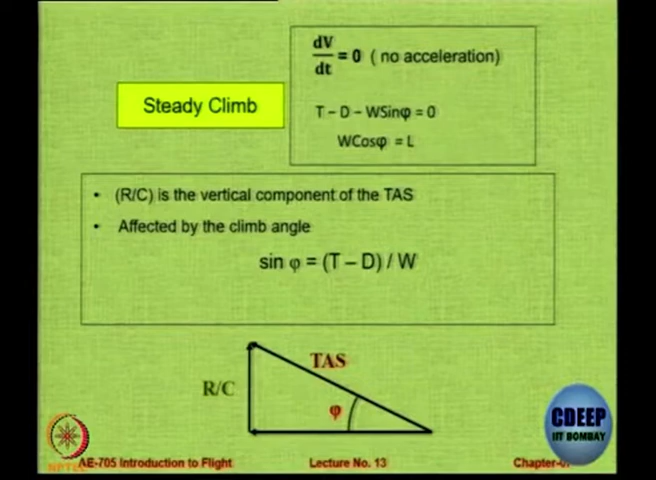 dV
dt
= 0 ( no acceleration)
Steady Climb
T – D – WSinφ = 0
WCosφ = L
• (R/C) is the vertical component of the TAS
• Affected by the climb angle
sin φ = (T – D) / W
TAS
R/C
φ
CDEEP
IIT BOMBAY
NPTEL
AE-705 Introduction to Flight
Lecture No. 13